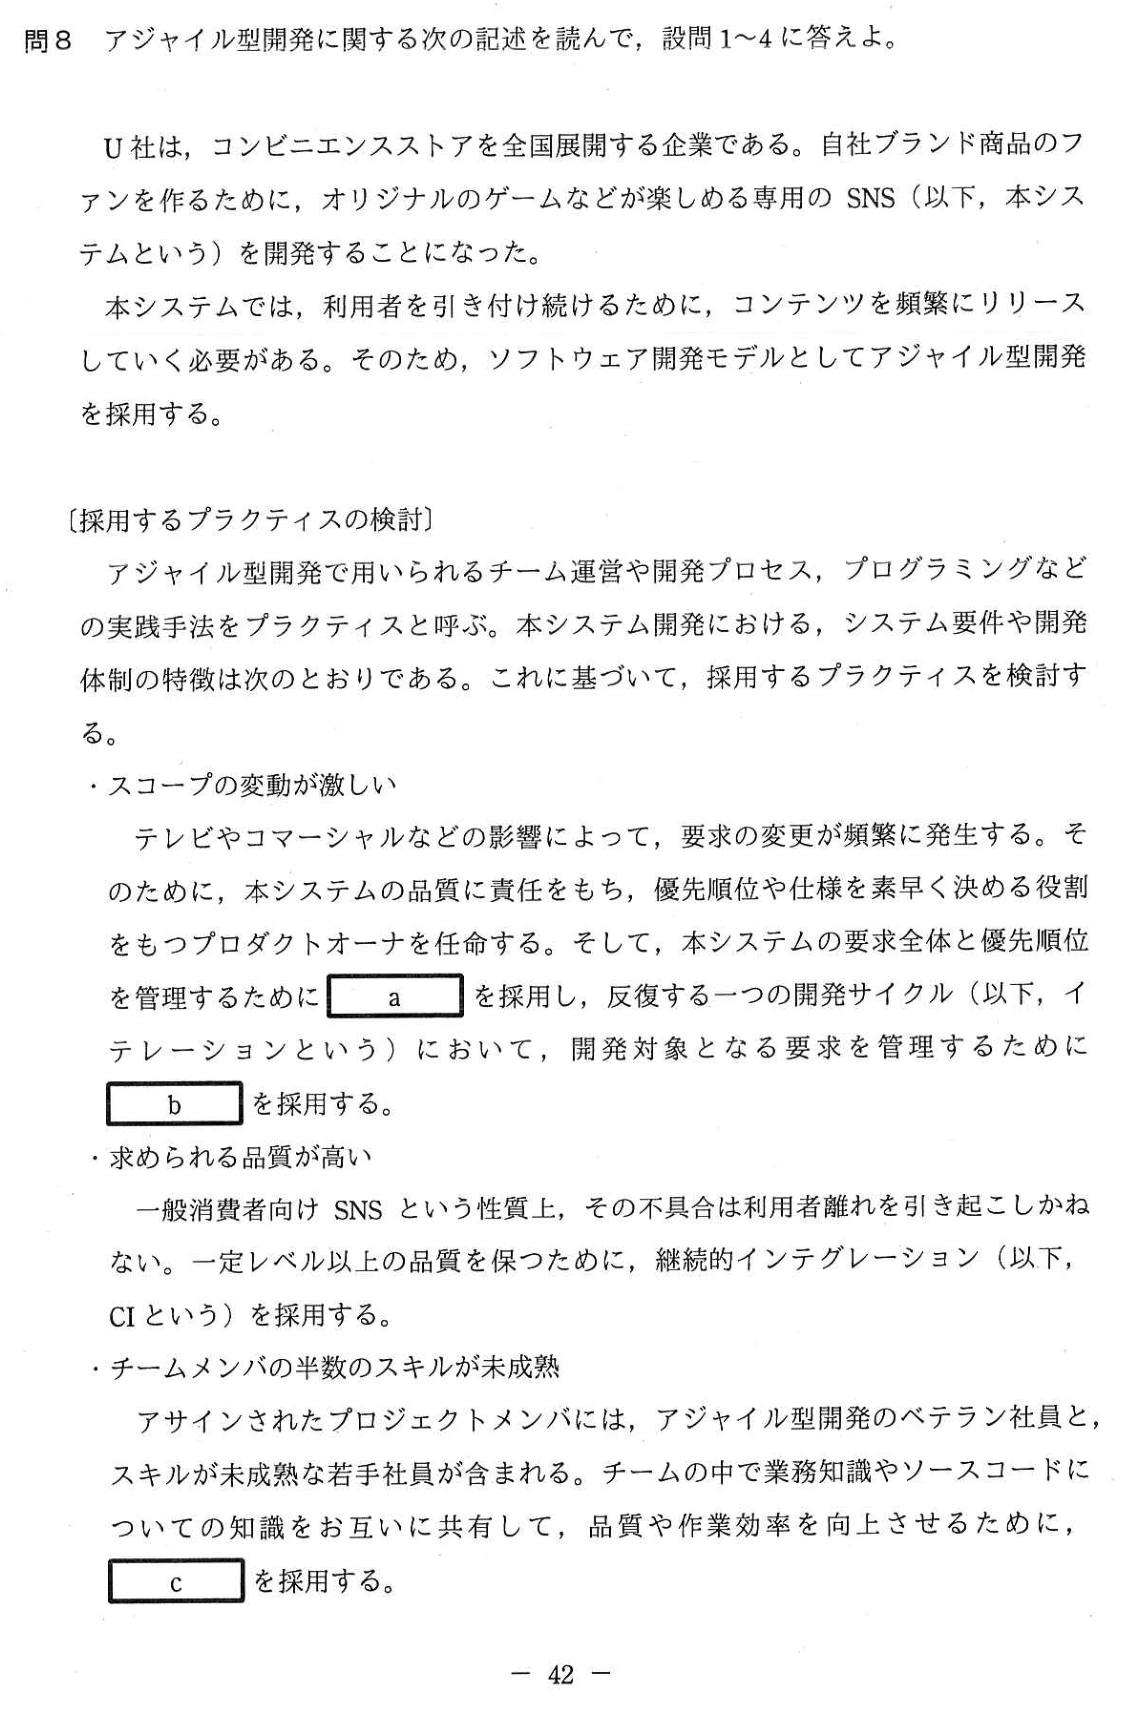 問8　アジャイル型開発に関する次の記述を読んで，設問1～4に答えよ。
U社は，コンビニエンスストアを全国展開する企業である。自社ブランド商品のフ
ァンを作るために，オリジナルのゲームなどが楽しめる専用の SNS（以下，本シス
テムという）を開発することになった。
本システムでは，利用者を引き付け続けるために，コンテンツを頻繁にリリース
していく必要がある。そのため，ソフトウェア開発モデルとしてアジャイル型開発
を採用する。
〔採用するプラクティスの検討〕
アジャイル型開発で用いられるチーム運営や開発プロセス，プログラミングなど
の実践手法をプラクティスと呼ぶ。本システム開発における，システム要件や開発
体制の特徴は次のとおりである。これに基づいて，採用するプラクティスを検討す
る。
・スコープの変動が激しい
テレビやコマーシャルなどの影響によって，要求の変更が頻繁に発生する。そ
のために，本システムの品質に責任をもち，優先順位や仕様を素早く決める役割
をもつプロダクトオーナを任命する。そして，本システムの要求全体と優先順位
を管理するために a を採用し，反復する一つの開発サイクル（以下，イ
テレーションという）において，開発対象となる要求を管理するために
b を採用する。
・求められる品質が高い
一般消費者向け SNS という性質上，その不具合は利用者離れを引き起こしかね
ない。一定レベル以上の品質を保つために，継続的インテグレーション（以下，
CIという）を採用する。
・チームメンバの半数のスキルが未成熟
アサインされたプロジェクトメンバには，アジャイル型開発のベテラン社員と，
スキルが未成熟な若手社員が含まれる。チームの中で業務知識やソースコードに
ついての知識をお互いに共有して，品質や作業効率を向上させるために，
c を採用する。
－ 42 －